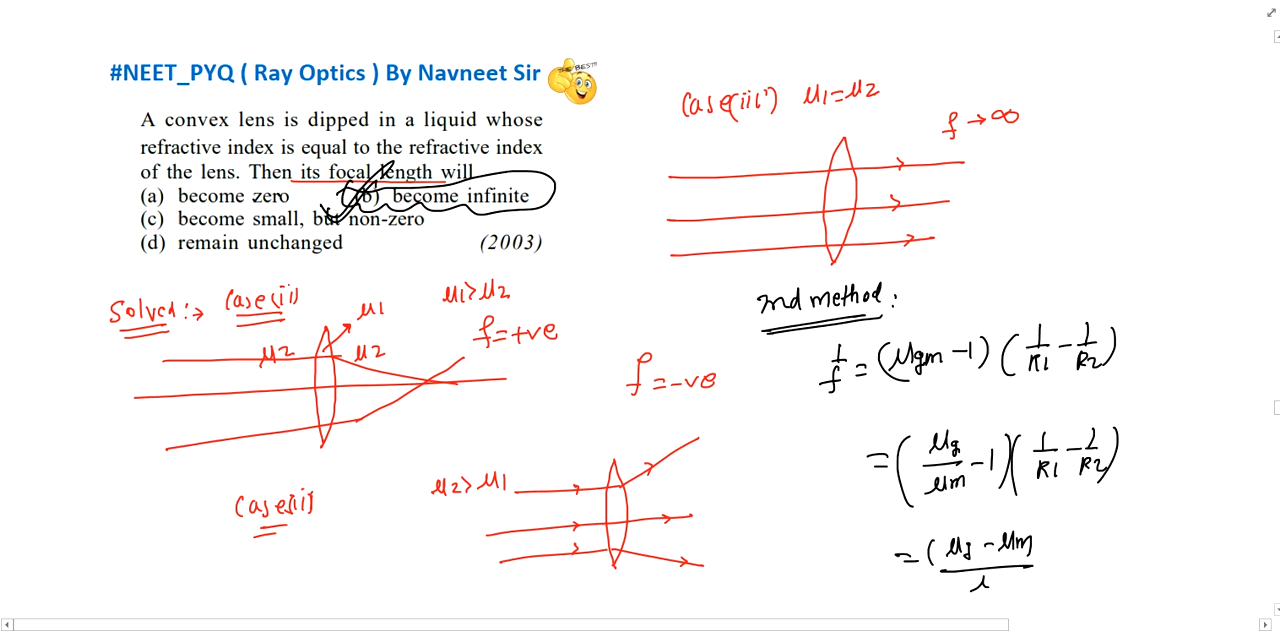 #NEET_PYQ ( Ray Optics ) By Navneet Sir
THE BEST!!!
A convex lens is dipped in a liquid whose
refractive index is equal to the refractive index
of the lens. Then its focal length will
(a) become zero (b) become infinite
(c) become small, but non-zero
(d) remain unchanged (2003)
Solved :→ Case(i)
μ1>μ2
f=+ve
μ1
μ2 μ2
Case(ii)
μ2>μ1
f=-ve
Case(iii) μ1=μ2
f→∞
2nd method :
1/f = (μgm -1) (1/R1 - 1/R2)
= (μg/μm -1) (1/R1 - 1/R2)
= (μg - μm